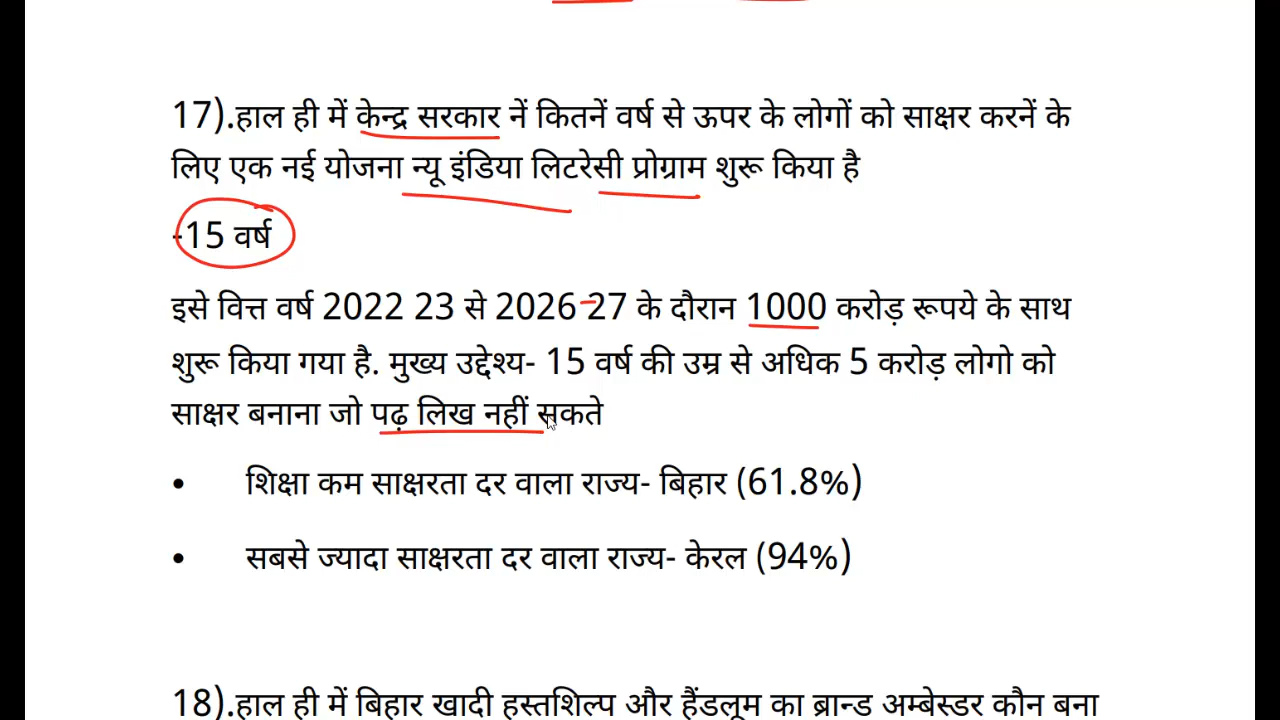 17).हाल ही में केन्द्र सरकार नें कितनें वर्ष से ऊपर के लोगों को साक्षर करनें के
लिए एक नई योजना न्यू इंडिया लिटरेसी प्रोग्राम शुरू किया है
-15 वर्ष
इसे वित्त वर्ष 2022 23 से 2026-27 के दौरान 1000 करोड़ रूपये के साथ
शुरू किया गया है. मुख्य उद्देश्य- 15 वर्ष की उम्र से अधिक 5 करोड़ लोगो को
साक्षर बनाना जो पढ़ लिख नहीं सकते
• शिक्षा कम साक्षरता दर वाला राज्य- बिहार (61.8%)
• सबसे ज्यादा साक्षरता दर वाला राज्य- केरल (94%)
18).हाल ही में बिहार खादी हस्तशिल्प और हैंडलूम का ब्रान्ड अम्बेस्डर कौन बना